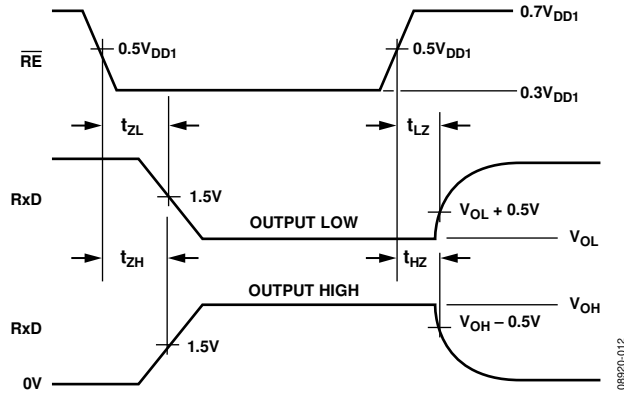 0.7VDD1
RE
0.5VDD1
0.5VDD1
0.3VDD1
tZL
tLZ
RxD
1.5V
OUTPUT LOW
VOL + 0.5V
VOL
tZH
tHZ
OUTPUT HIGH
VOH
RxD
1.5V
VOH – 0.5V
0V
08920-012